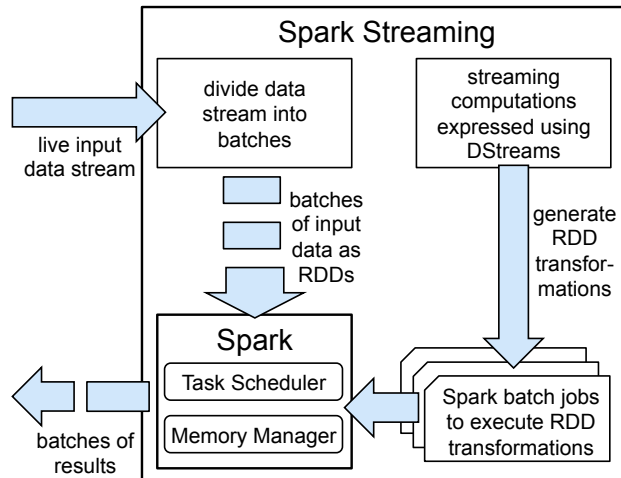 Spark Streaming
divide data
stream into
batches
streaming
computations
expressed using
DStreams
live input
data stream
batches
of input
data as
RDDs
generate
RDD
transfor-
mations
Spark
Task Scheduler
Memory Manager
Spark batch jobs
to execute RDD
transformations
batches of
results